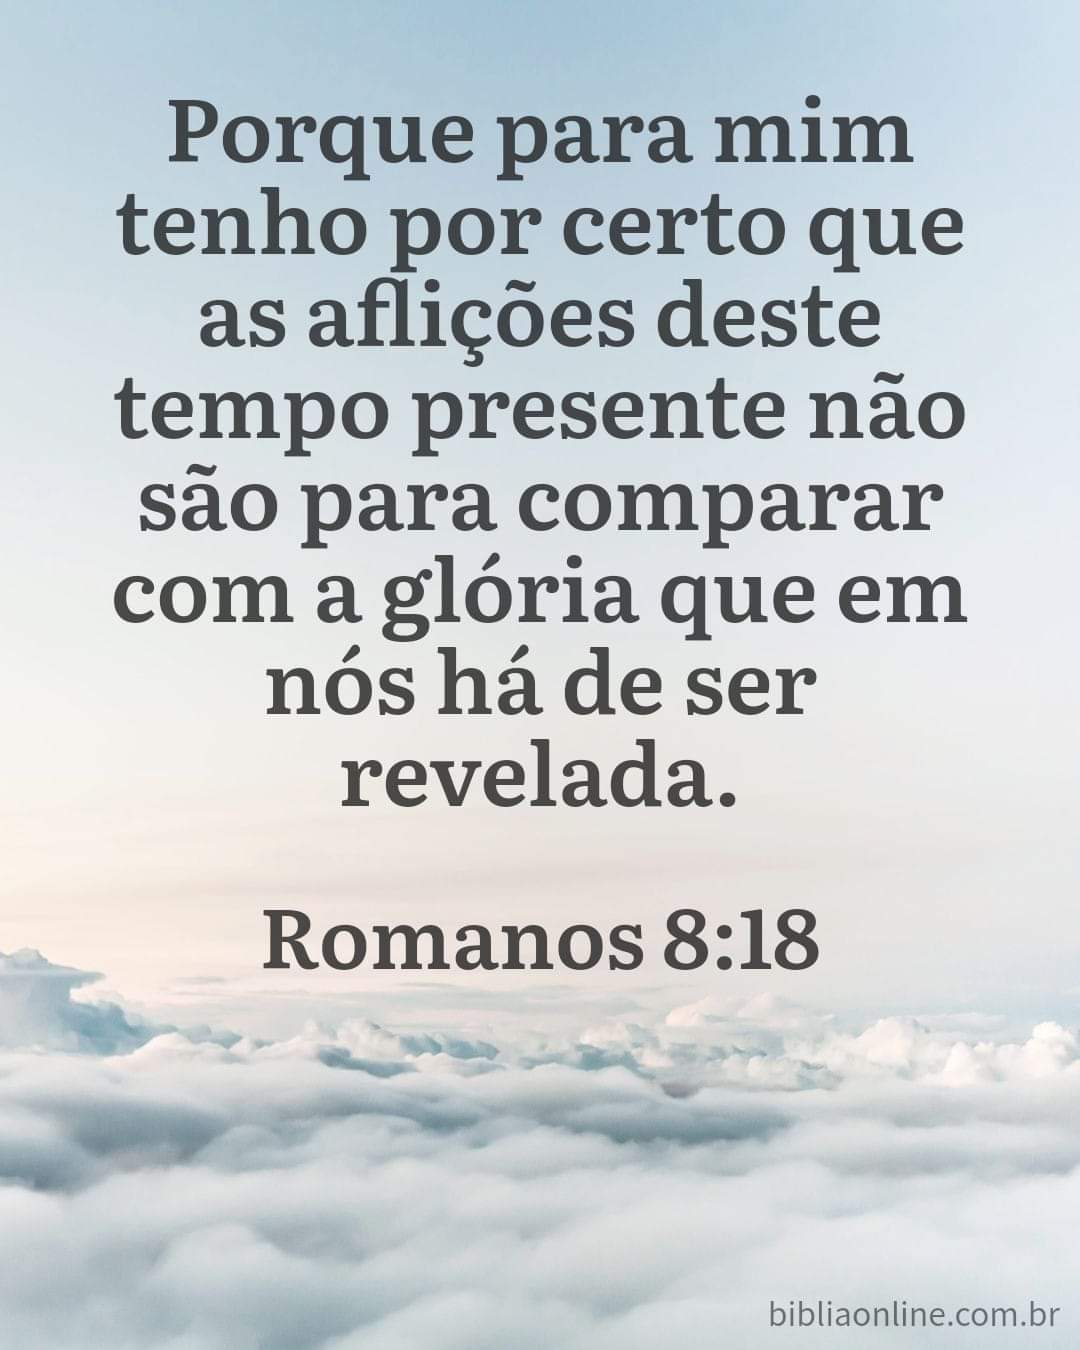 Porque para mim
tenho por certo que
as aflições deste
tempo presente não
são para comparar
com a glória que em
nós há de ser
revelada.
Romanos 8:18
bibliaonline.com.br